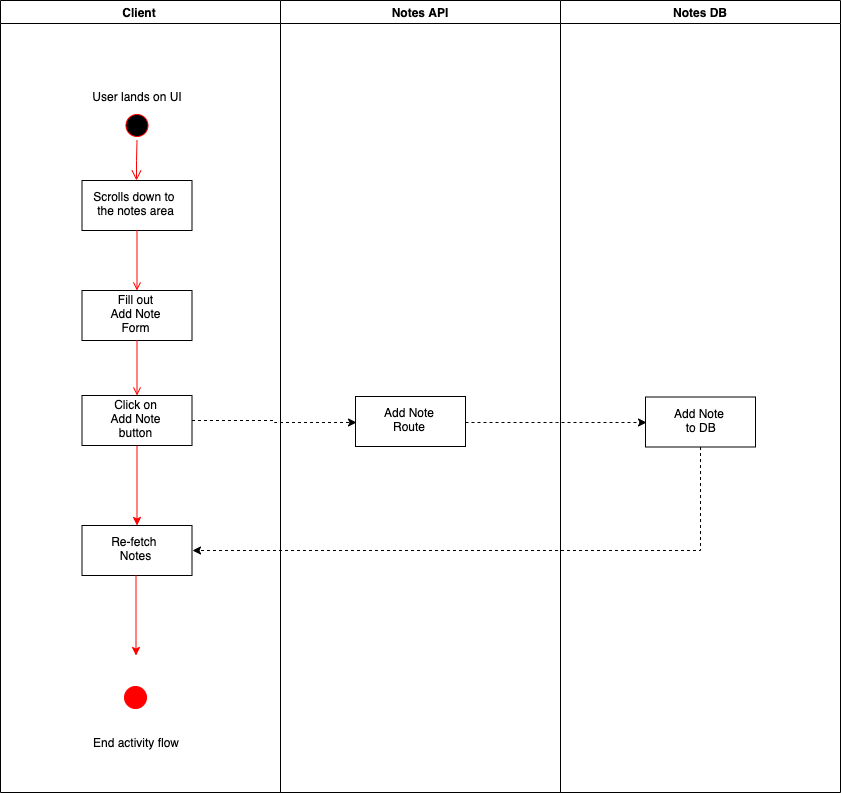 Client
Notes API
Notes DB
User lands on UI
Scrolls down to
the notes area
Fill out
Add Note
Form
Click on
Add Note
button
Add Note
Route
Add Note
to DB
Re-fetch
Notes
End activity flow